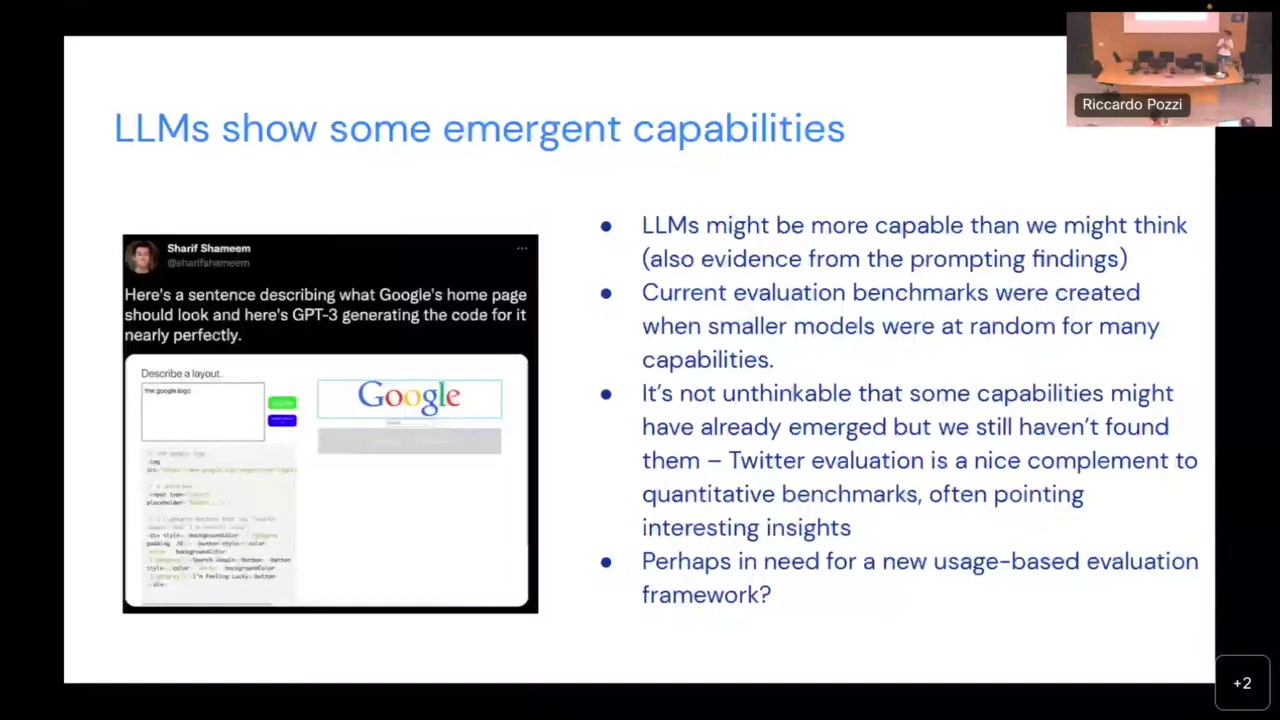 LLMs show some emergent capabilities
Riccardo Pozzi
Sharif Shameem
@sharifshameem
Here's a sentence describing what Google's home page
should look and here's GPT-3 generating the code for it
nearly perfectly.
Describe a layout.
the google logo
Google
● LLMs might be more capable than we might think
(also evidence from the prompting findings)
● Current evaluation benchmarks were created
when smaller models were at random for many
capabilities.
● It's not unthinkable that some capabilities might
have already emerged but we still haven't found
them – Twitter evaluation is a nice complement to
quantitative benchmarks, often pointing
interesting insights
● Perhaps in need for a new usage-based evaluation
framework?
+2